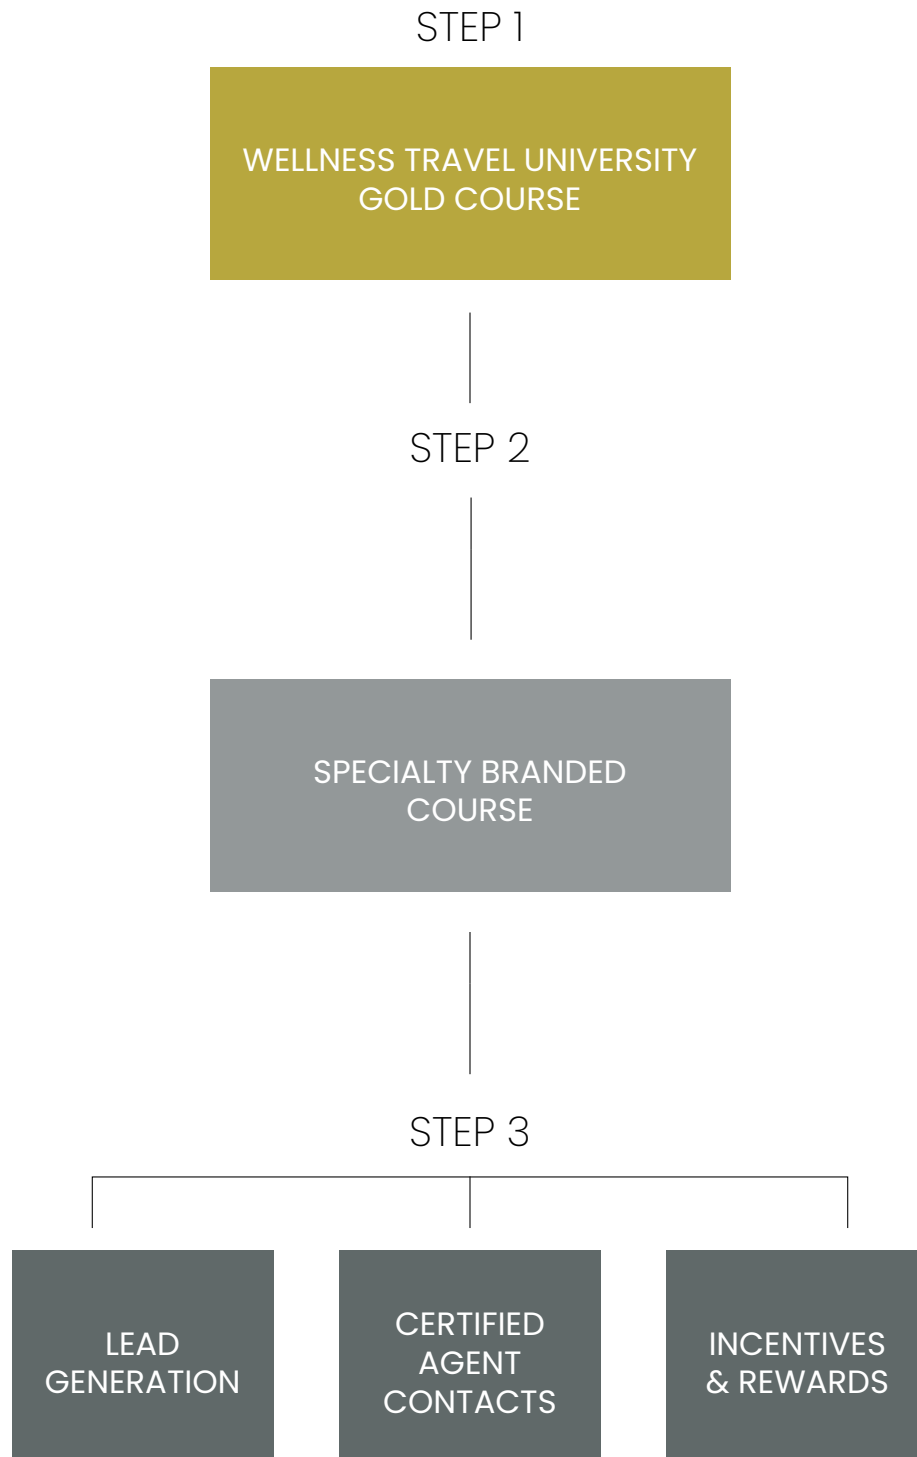 STEP 1
WELLNESS TRAVEL UNIVERSITY
GOLD COURSE
STEP 2
SPECIALTY BRANDED
COURSE
STEP 3
LEAD
GENERATION
CERTIFIED
AGENT
CONTACTS
INCENTIVES
& REWARDS